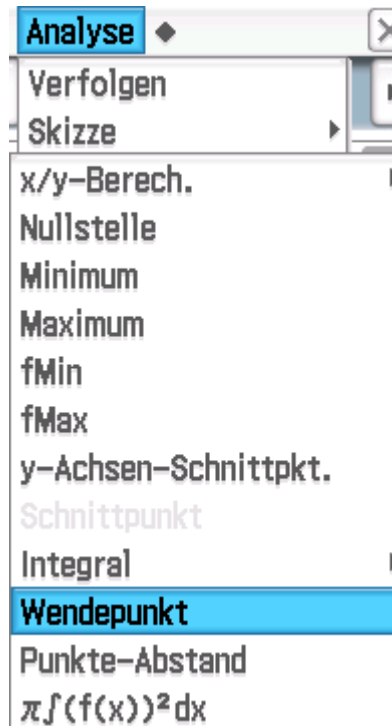 Analyse
Verfolgen
Skizze
x/y-Berech.
Nullstelle
Minimum
Maximum
fMin
fMax
y-Achsen-Schnittpkt.
Schnittpunkt
Integral
Wendepunkt
Punkte-Abstand
π∫(f(x))²dx